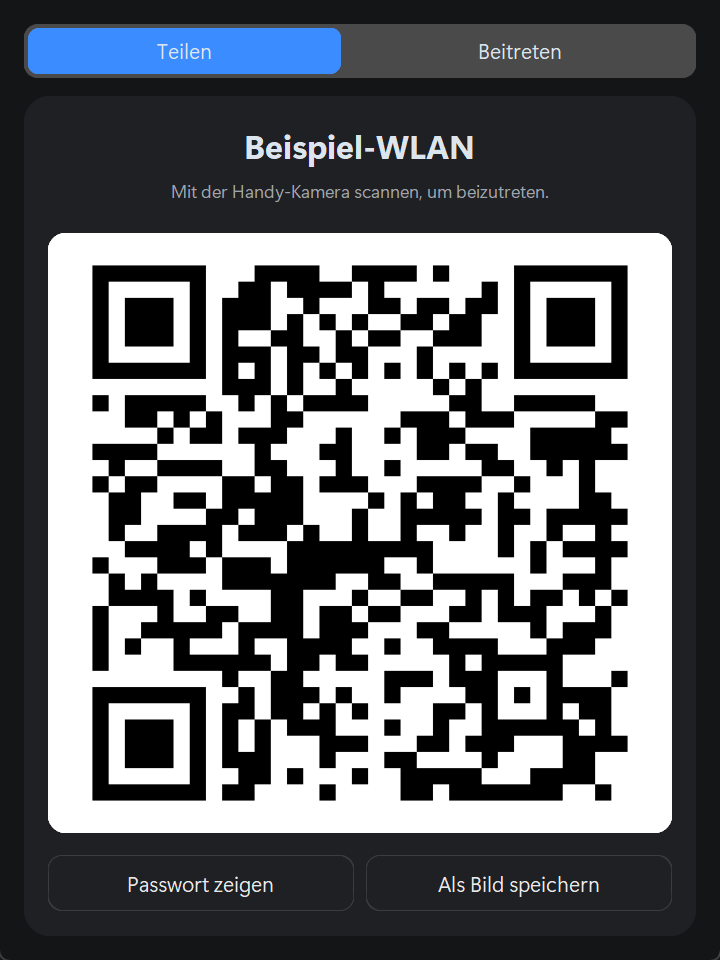 Teilen
Beitreten
Beispiel-WLAN
Mit der Handy-Kamera scannen, um beizutreten.
Passwort zeigen
Als Bild speichern